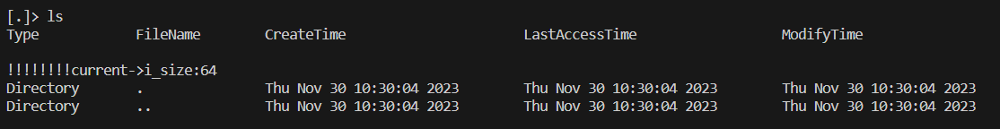 [.]> ls
Type FileName CreateTime LastAccessTime ModifyTime
!!!!!!!!current->i_size:64
Directory . Thu Nov 30 10:30:04 2023 Thu Nov 30 10:30:04 2023 Thu Nov 30 10:30:04 2023
Directory .. Thu Nov 30 10:30:04 2023 Thu Nov 30 10:30:04 2023 Thu Nov 30 10:30:04 2023